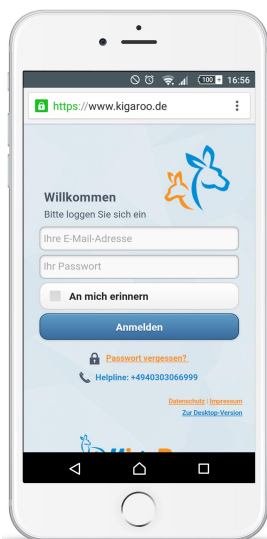 100 16:56
https://www.kigaroo.de
Willkommen
Bitte loggen Sie sich ein
Ihre E-Mail-Adresse
Ihr Passwort
An mich erinnern
Anmelden
Passwort vergessen?
Helpline: +4940303066999
Datenschutz | Impressum
Zur Desktop-Version